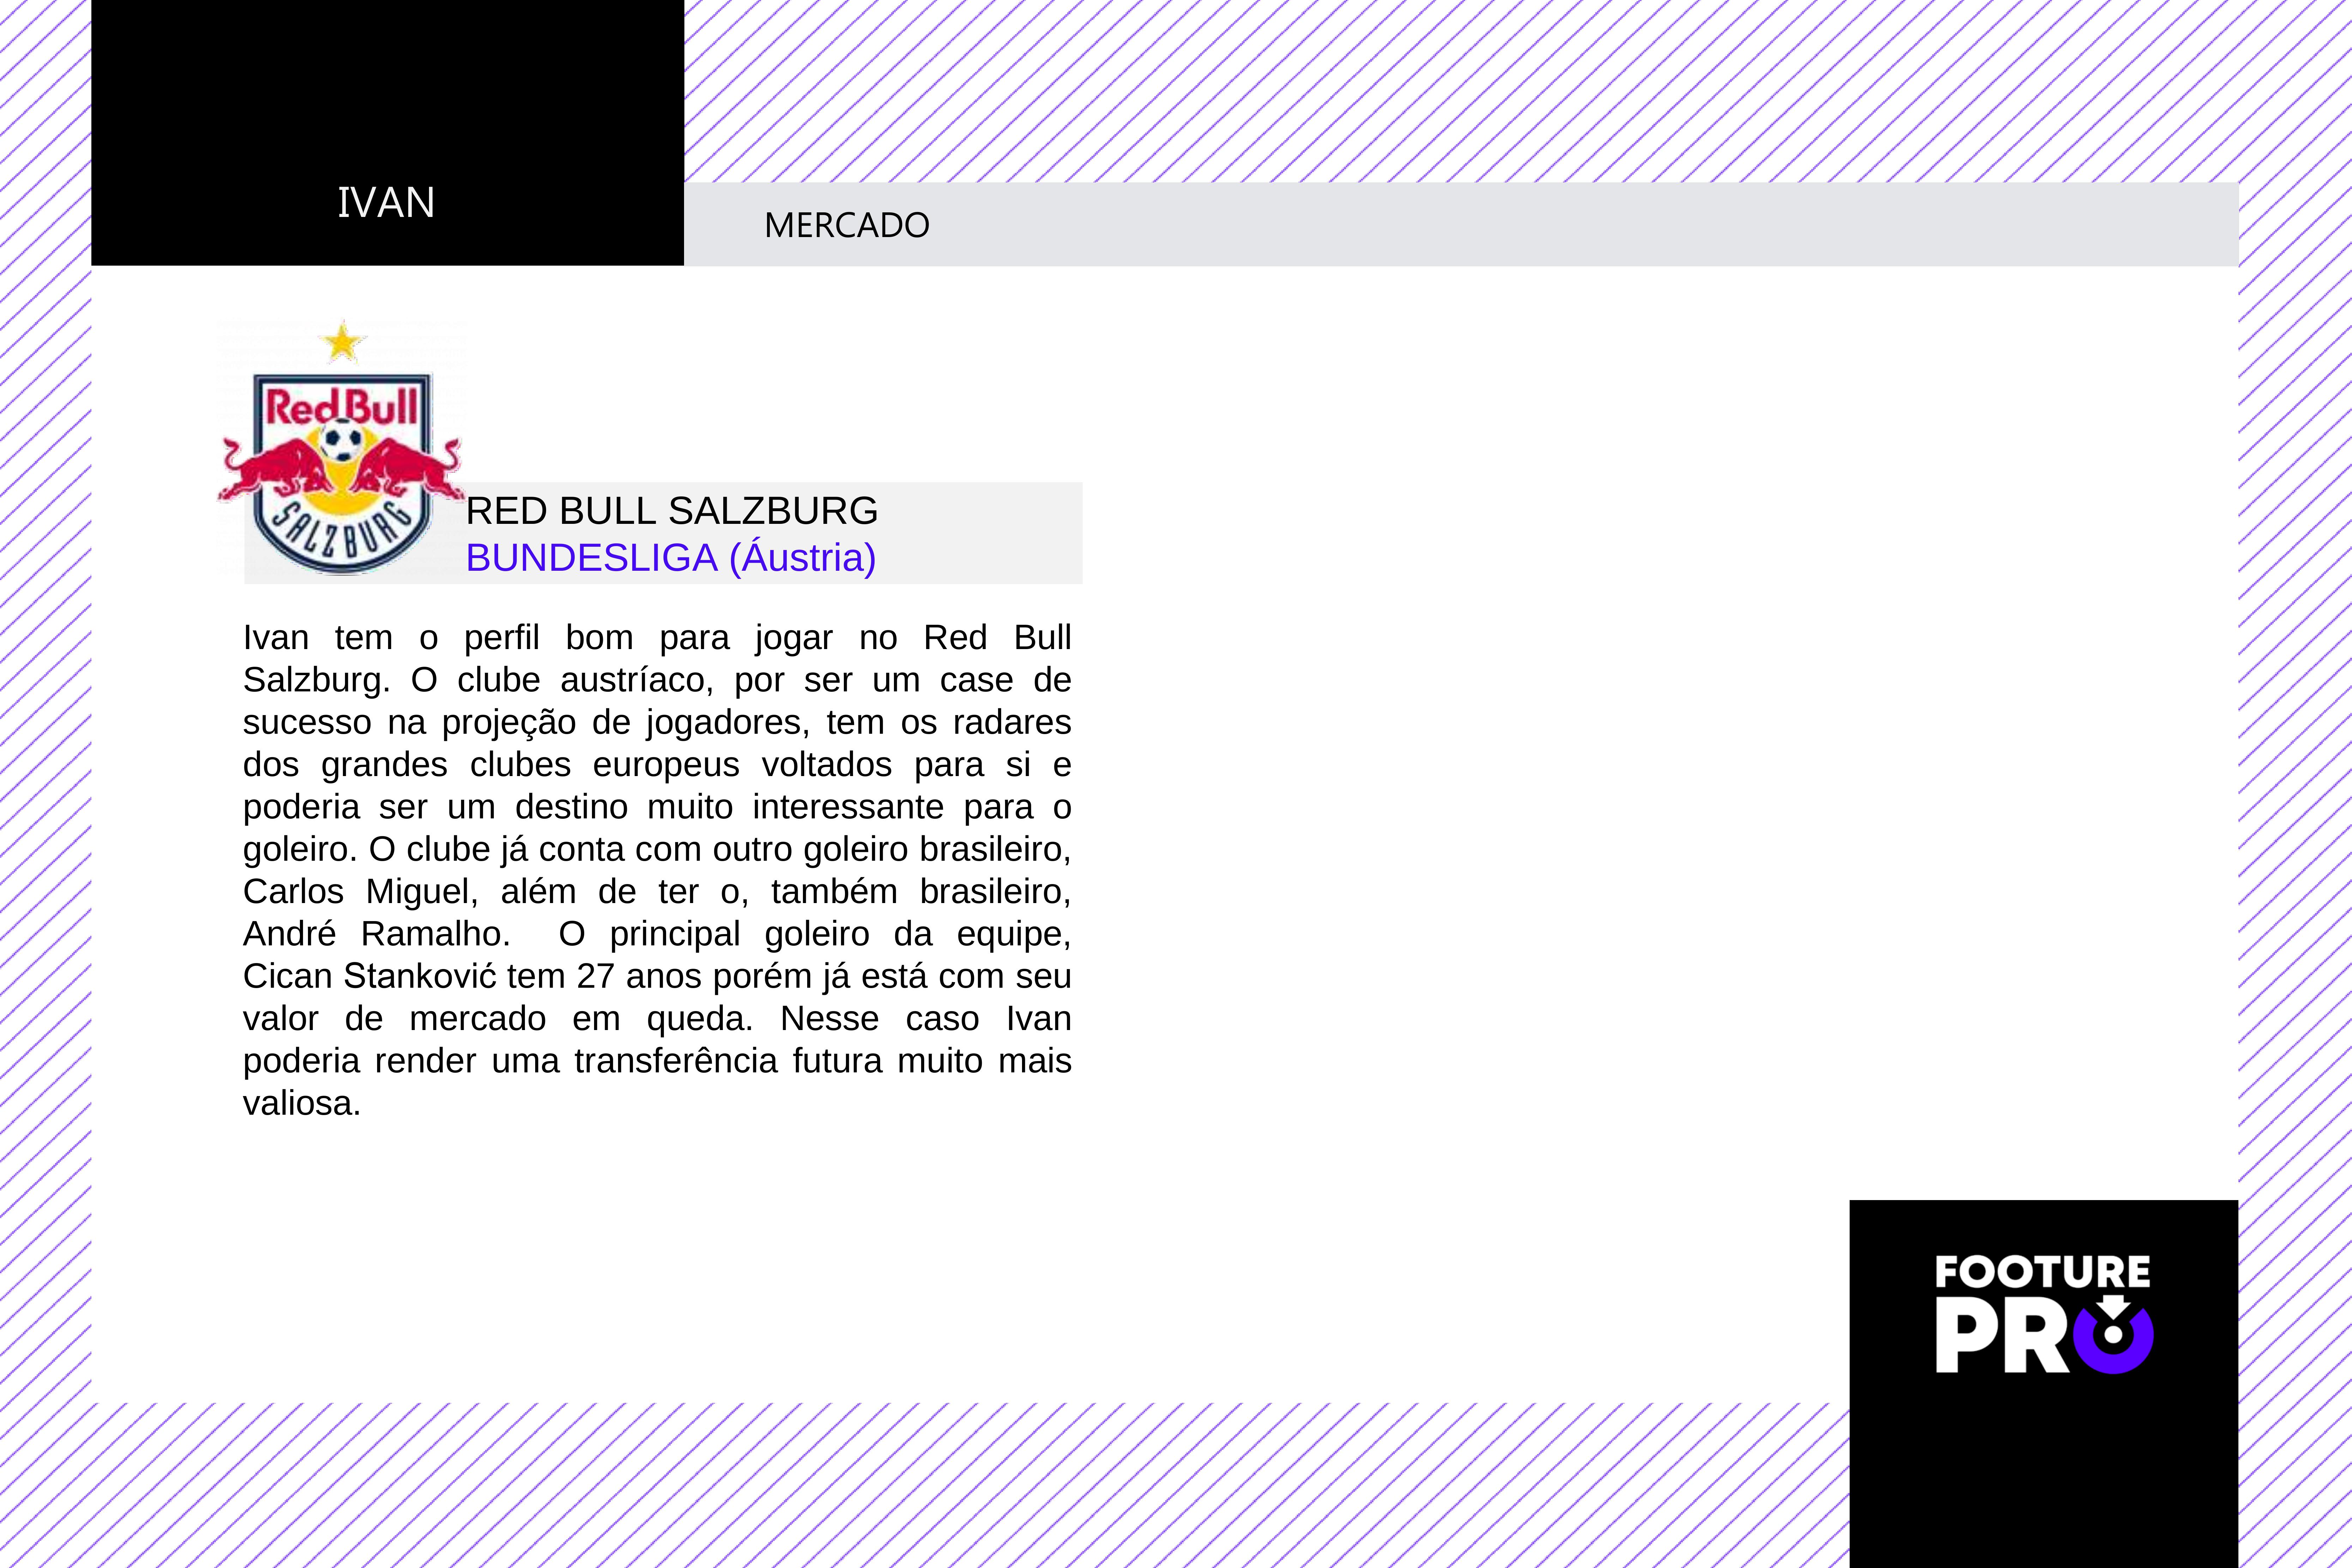 IVAN
MERCADO
Red Bull
SALZBURG
RED BULL SALZBURG
BUNDESLIGA (Áustria)
Ivan tem o perfil bom para jogar no Red Bull
Salzburg. O clube austríaco, por ser um case de
sucesso na projeção de jogadores, tem os radares
dos grandes clubes europeus voltados para si e
poderia ser um destino muito interessante para o
goleiro. O clube já conta com outro goleiro brasileiro,
Carlos Miguel, além de ter o, também brasileiro,
André Ramalho.  O principal goleiro da equipe,
Cican Stanković tem 27 anos porém já está com seu
valor de mercado em queda. Nesse caso Ivan
poderia render uma transferência futura muito mais
valiosa.
FOOTURE
PRO